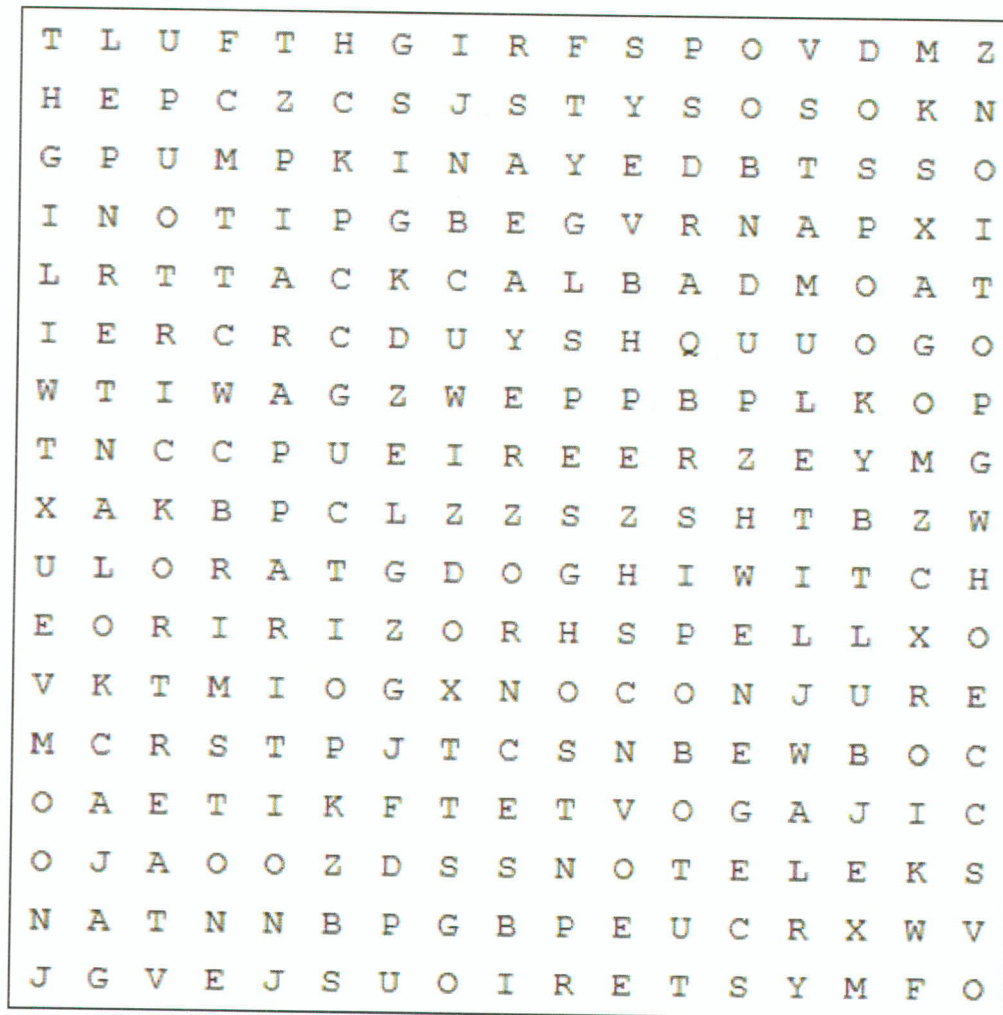 T L U F T H G I R F S P O V D M Z
H E P C Z C S J S T Y S O S O K N
G P U M P K I N A Y E D B T S S O
I N O T I P G B E G V R N A P X I
L R T T A C K C A L B A D M O A T
I E R C R C D U Y S H Q U U O G O
W T I W A G Z W E P P B P L K O P
T N C C P U E I R E E R Z E Y M G
X A K B P C L Z Z S Z S H T B Z W
U L O R A T G D O G H I W I T C H
E O R I R I Z O R H S P E L L X O
V K T M I O G X N O C O N J U R E
M C R S T P J T C S N B E W B O C
O A E T I K F T E T V O G A J I C
O J A O O Z D S S N O T E L E K S
N A T N N B P G B P E U C R X W V
J G V E J S U O I R E T S Y M F O